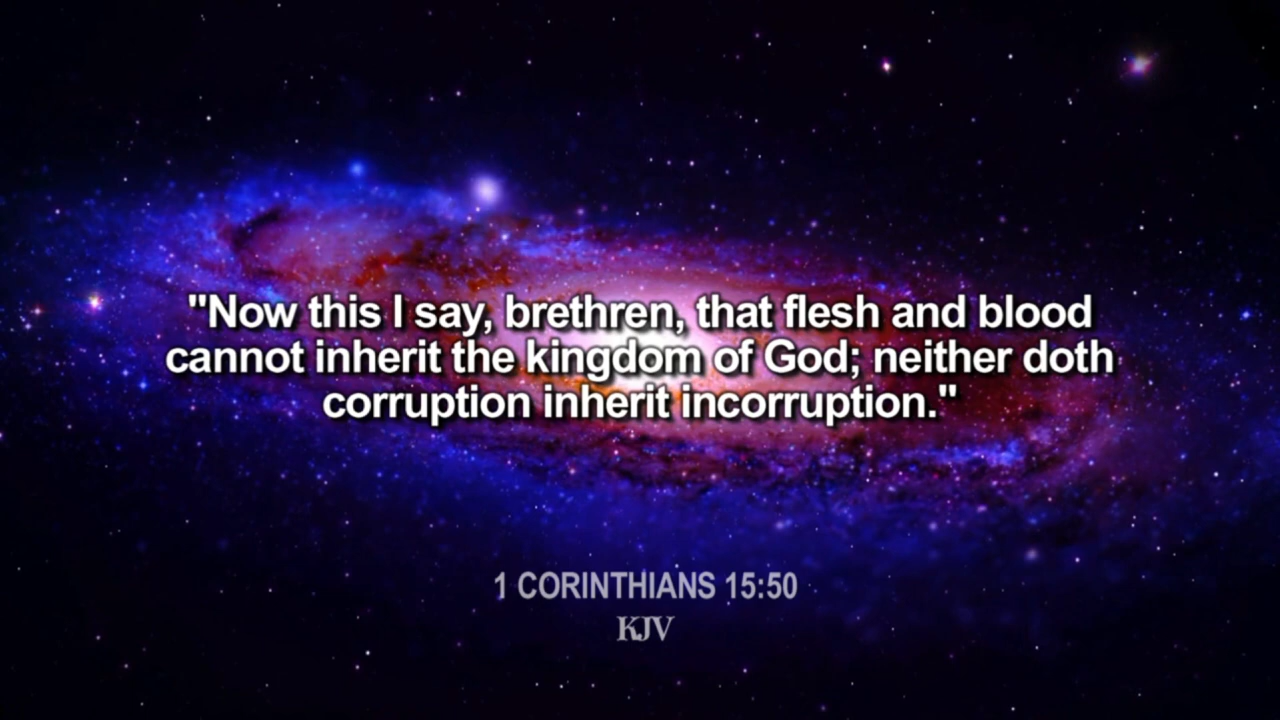 "Now this I say, brethren, that flesh and blood
cannot inherit the kingdom of God; neither doth
corruption inherit incorruption."
1 CORINTHIANS 15:50
KJV